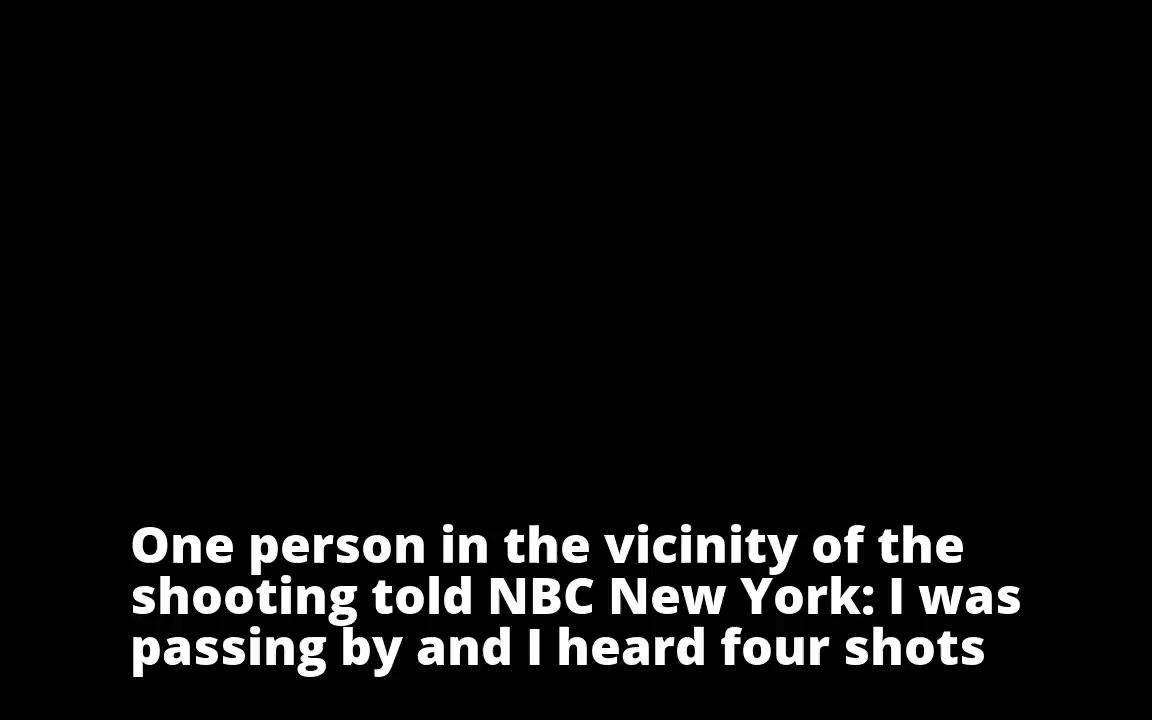 One person in the vicinity of the
shooting told NBC New York: I was
passing by and I heard four shots